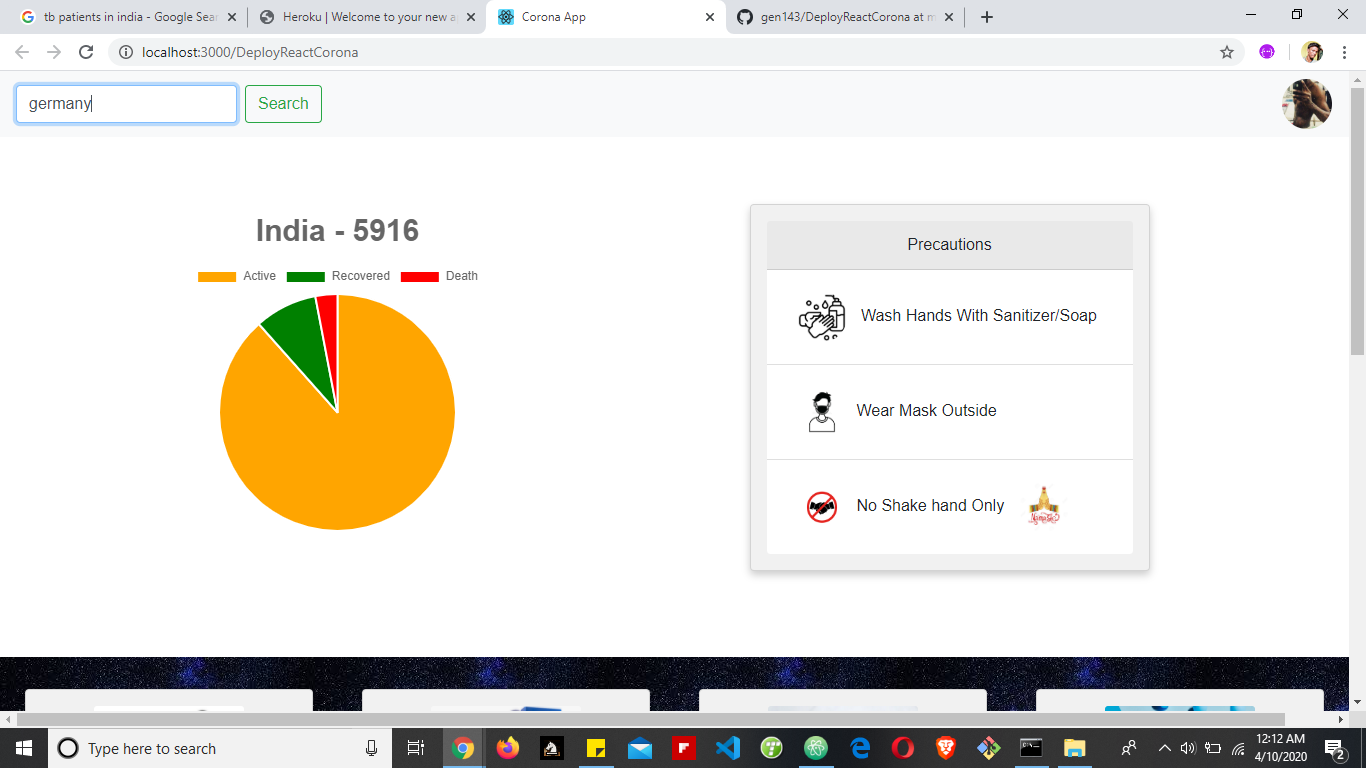 tb patients in india - Google Sear
Heroku | Welcome to your new a
Corona App
gen143/DeployReactCorona at m
localhost:3000/DeployReactCorona
germany
Search
India - 5916
Active Recovered Death
Precautions
Wash Hands With Sanitizer/Soap
Wear Mask Outside
No Shake hand Only
Type here to search
12:12 AM
4/10/2020
2